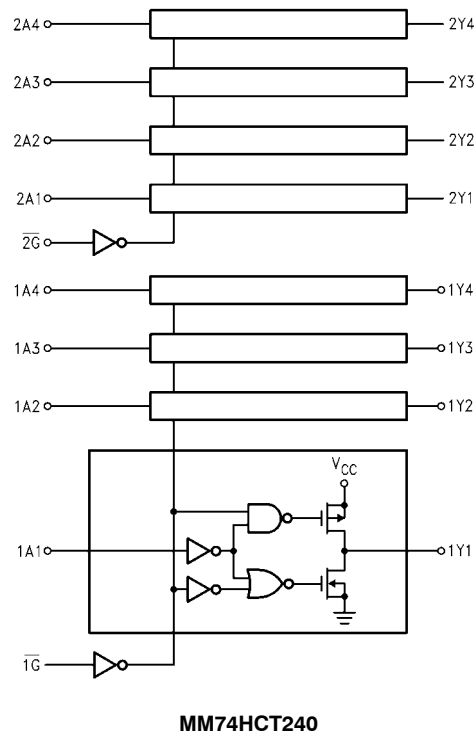 2A4 2Y4
2A3 2Y3
2A2 2Y2
2A1 2Y1
2G̅
1A4 1Y4
1A3 1Y3
1A2 1Y2
VCC
1A1 1Y1
1G̅
MM74HCT240